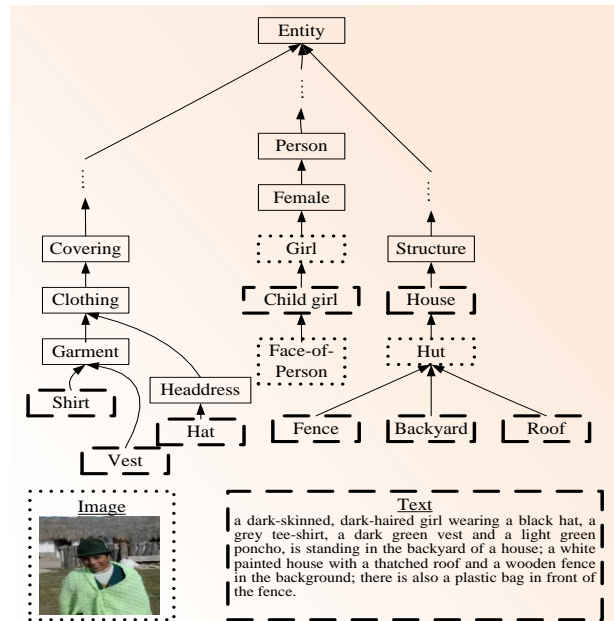 Entity
Person
Female
Covering
Girl
Structure
Clothing
Child girl
House
Garment
Face-of-
Person
Hut
Headdress
Shirt
Hat
Fence
Backyard
Roof
Vest
Image
Text
a dark-skinned, dark-haired girl wearing a black hat, a
grey tee-shirt, a dark green vest and a light green
poncho, is standing in the backyard of a house; a white
painted house with a thatched roof and a wooden fence
in the background; there is also a plastic bag in front of
the fence.